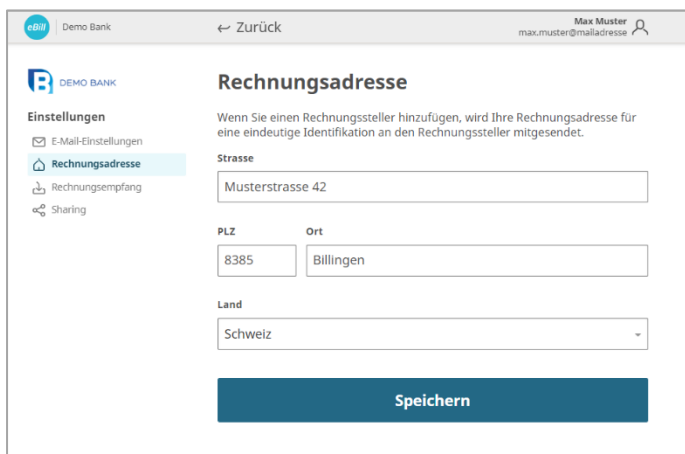 eBill Demo Bank
← Zurück
Max Muster
max.muster@mailadresse
DEMO BANK
Einstellungen
E-Mail-Einstellungen
Rechnungsadresse
Rechnungsempfang
Sharing
Rechnungsadresse
Wenn Sie einen Rechnungssteller hinzufügen, wird Ihre Rechnungsadresse für
eine eindeutige Identifikation an den Rechnungssteller mitgesendet.
Strasse
Musterstrasse 42
PLZ Ort
8385 Billingen
Land
Schweiz
Speichern